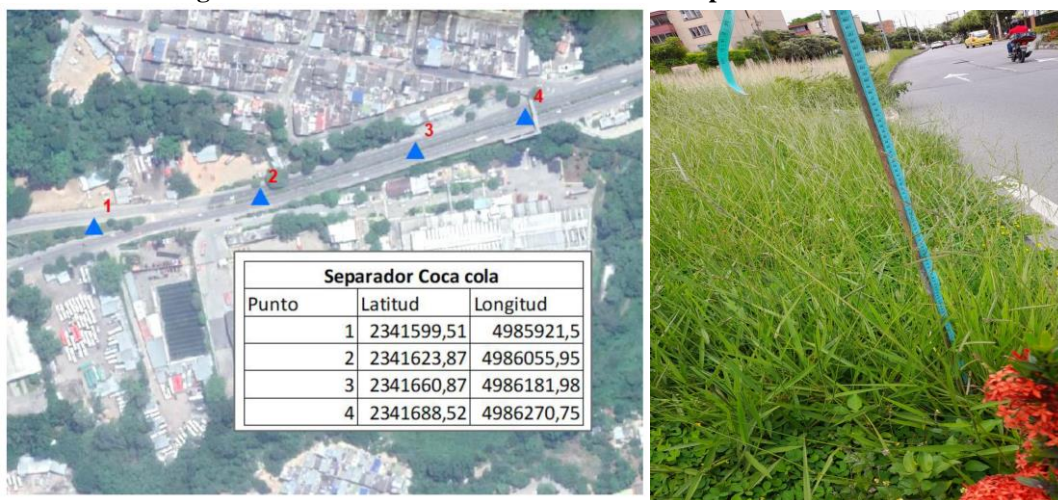 4
3
2
1
Separador Coca cola
Punto Latitud Longitud
1 2341599,51 4985921,5
2 2341623,87 4986055,95
3 2341660,87 4986181,98
4 2341688,52 4986270,75